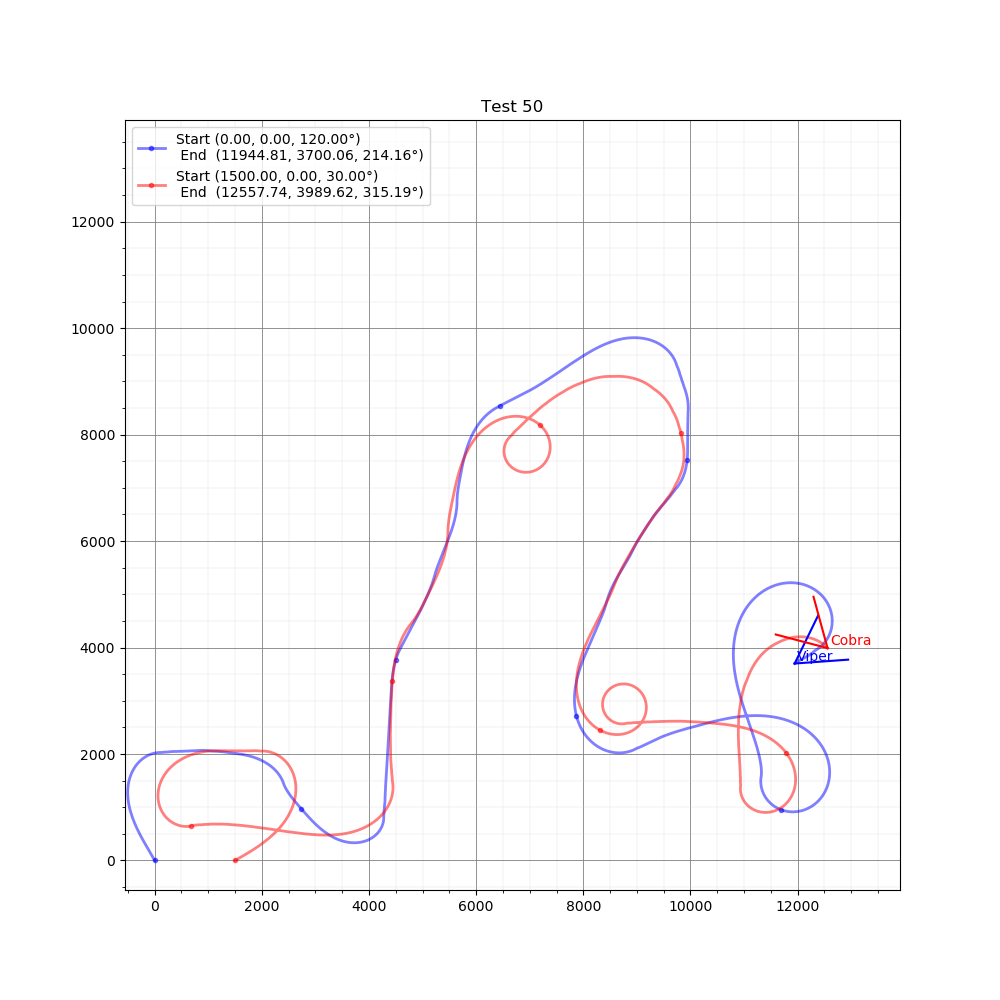 Test 50
Start (0.00, 0.00, 120.00°)
End  (11944.81, 3700.06, 214.16°)
Start (1500.00, 0.00, 30.00°)
End  (12557.74, 3989.62, 315.19°)
12000
10000
8000
6000
4000
2000
0
Cobra
Viper
0 2000 4000 6000 8000 10000 12000